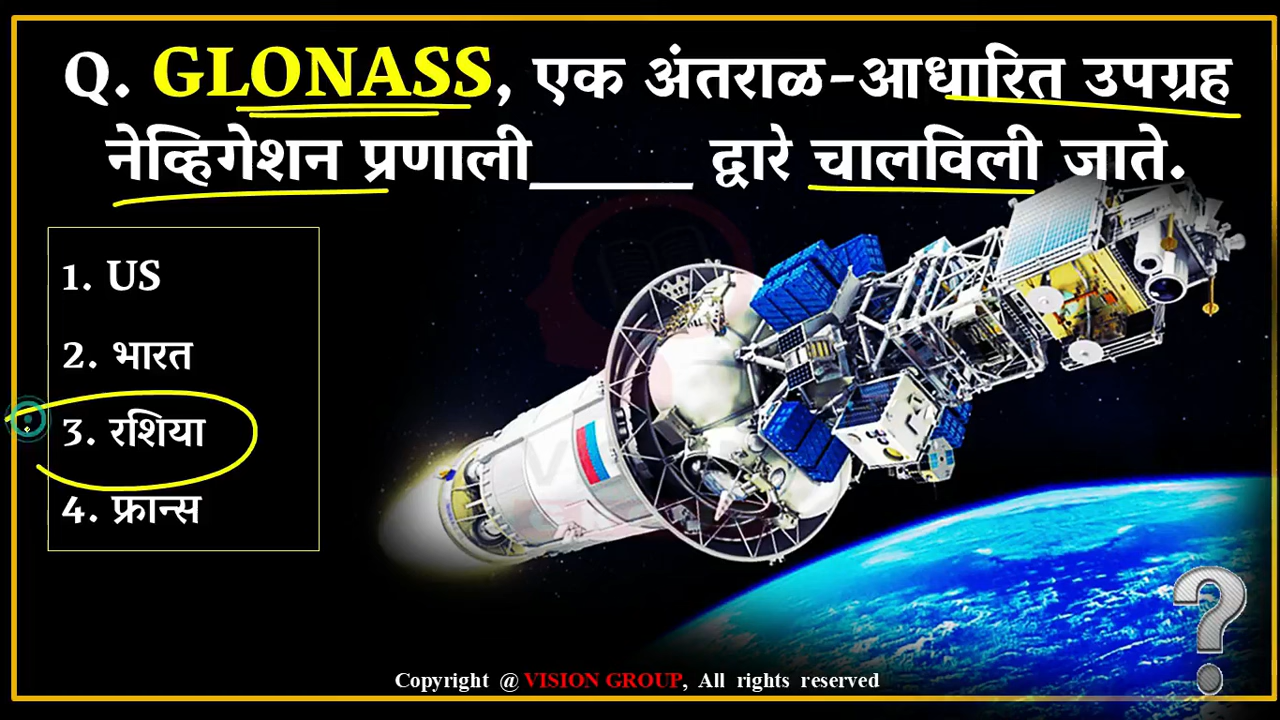 Q. GLONASS, एक अंतराळ-आधारित उपग्रह
नेव्हिगेशन प्रणाली_____ द्वारे चालविली जाते.
1. US
2. भारत
3. रशिया
4. फ्रान्स
?
Copyright @ VISION GROUP, All rights reserved